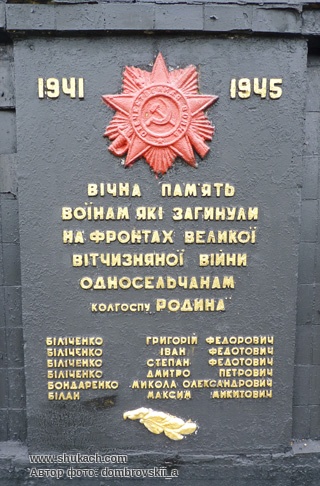 1941 1945
ВІЧНА ПАМ'ЯТЬ
ВОЇНАМ ЯКІ ЗАГИНУЛИ
НА ФРОНТАХ ВЕЛИКОЇ
ВІТЧИЗНЯНОЇ ВІЙНИ
ОДНОСЕЛЬЧАНАМ
КОЛГОСПУ "РОДИНА"
БІЛІЧЕНКО ГРИГОРІЙ ФЕДОРОВИЧ
БІЛІЧЕНКО ІВАН ФЕДОТОВИЧ
БІЛІЧЕНКО СТЕПАН ФЕДОТОВИЧ
БІЛІЧЕНКО ДМИТРО ПЕТРОВИЧ
БОНДАРЕНКО МИКОЛА ОЛЕКСАНДРОВИЧ
БІЛАН МАКСИМ МИКИТОВИЧ
www.shukach.com
Автор фото: dombrovskii_a